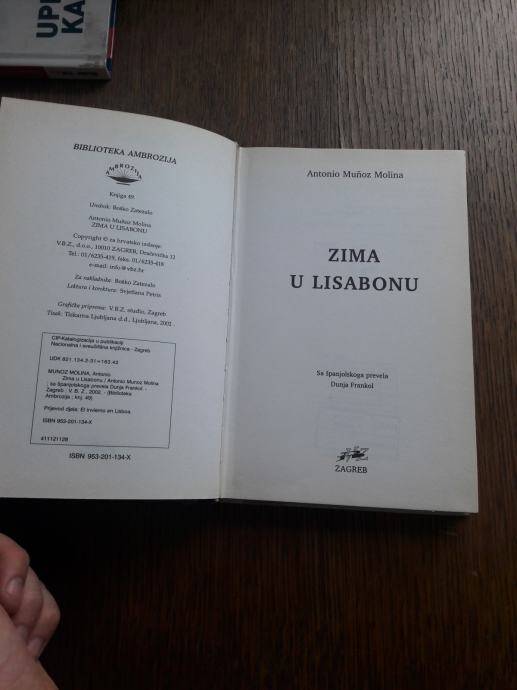 UPI
KA
BIBLIOTEKA AMBROZIJA
AMBROZIJA
Knjiga 49.
Urednik: Boško Zatezalo
Antonio Muñoz Molina
ZIMA U LISABONU
Copyright © za hrvatsko izdanje:
V.B.Z., d.o.o., 10010 ZAGREB, Dračevička 12
Tel.: 01/6235-419, faks: 01/6235-418
e-mail: info@vbz.hr
Za nakladnika: Boško Zatezalo
Lektura i korektura: Svjetlana Petris
Grafička priprema: V.B.Z. studio, Zagreb
Tisak: Tiskarna Ljubljana d.d., Ljubljana, 2002.
CIP-Katalogizacija u publikaciji
Nacionalna i sveučilišna knjižnica - Zagreb
UDK 821.134.2-31=163.42
MUNOZ MOLINA, Antonio
Zima u Lisabonu / Antonio Munoz Molina
; sa španjolskoga prevela Dunja Frankol. -
Zagreb : V. B. Z., 2002. - (Biblioteka
Ambrozija ; knj. 49)
Prijevod djela: El invierno en Lisboa.
ISBN 953-201-134-X
411121128
ISBN 953-201-134-X
Antonio Muñoz Molina
ZIMA
U LISABONU
Sa španjolskoga prevela
Dunja Frankol
ZAGREB